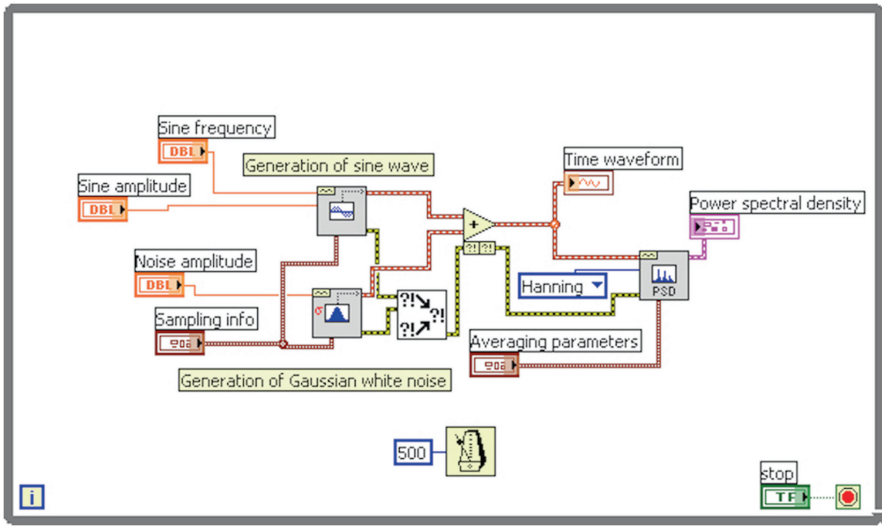 Sine frequency
DBL
Generation of sine wave
Time waveform
Sine amplitude
DBL
Power spectral density
Noise amplitude
DBL
Hanning
PSD
σ
?!
?!
?!
?!
?!
Sampling info
Averaging parameters
Generation of Gaussian white noise
500
stop
TF
i